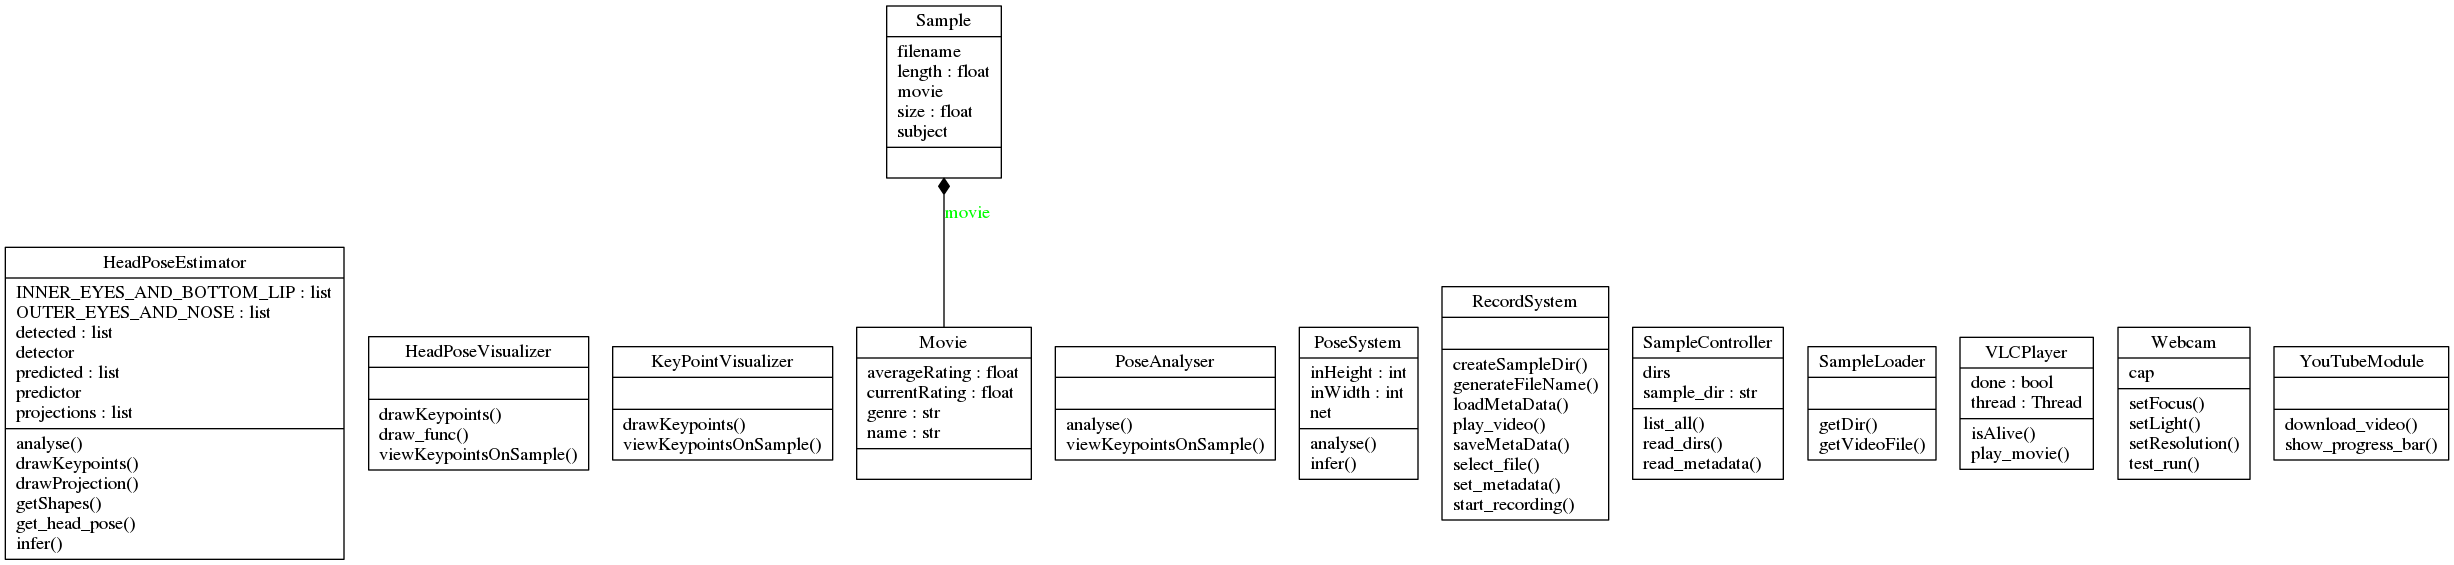 Sample
filename
length : float
movie
size : float
subject
movie
HeadPoseEstimator
INNER_EYES_AND_BOTTOM_LIP : list
OUTER_EYES_AND_NOSE : list
detected : list
detector
predicted : list
predictor
projections : list
analyse()
drawKeypoints()
drawProjection()
getShapes()
get_head_pose()
infer()
HeadPoseVisualizer
drawKeypoints()
draw_func()
viewKeypointsOnSample()
KeyPointVisualizer
drawKeypoints()
viewKeypointsOnSample()
Movie
averageRating : float
currentRating : float
genre : str
name : str
PoseAnalyser
analyse()
viewKeypointsOnSample()
PoseSystem
inHeight : int
inWidth : int
net
analyse()
infer()
RecordSystem
createSampleDir()
generateFileName()
loadMetaData()
play_video()
saveMetaData()
select_file()
set_metadata()
start_recording()
SampleController
dirs
sample_dir : str
list_all()
read_dirs()
read_metadata()
SampleLoader
getDir()
getVideoFile()
VLCPlayer
done : bool
thread : Thread
isAlive()
play_movie()
Webcam
cap
setFocus()
setLight()
setResolution()
test_run()
YouTubeModule
download_video()
show_progress_bar()